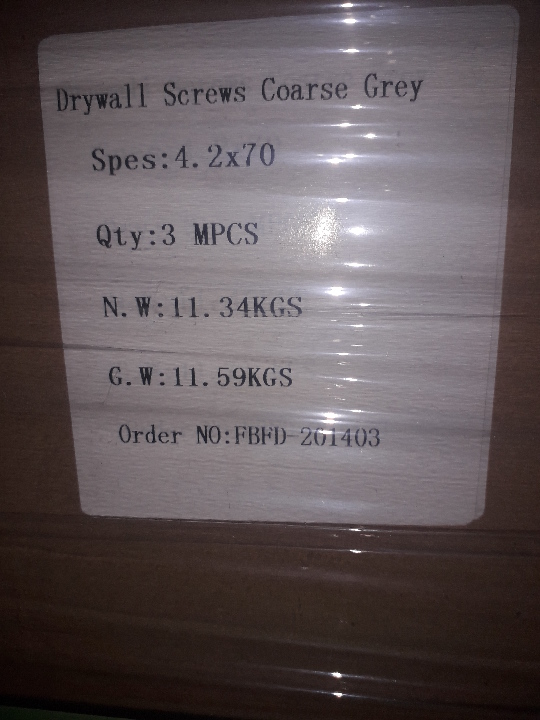 Drywall Screws Coarse Grey
Spes:4.2x70
Qty:3 MPCS
N.W:11.34KGS
G.W:11.59KGS
Order NO:FBFD-201403